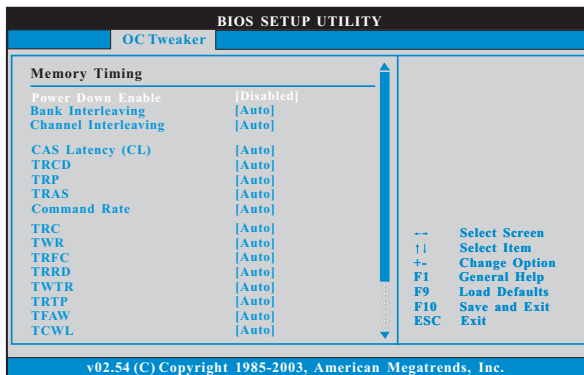 BIOS SETUP UTILITY
OC Tweaker
Memory Timing
Power Down Enable [Disabled]
Bank Interleaving [Auto]
Channel Interleaving [Auto]
CAS Latency (CL) [Auto]
TRCD [Auto]
TRP [Auto]
TRAS [Auto]
Command Rate [Auto]
TRC [Auto]
TWR [Auto]
TRFC [Auto]
TRRD [Auto]
TWTR [Auto]
TRTP [Auto]
TFAW [Auto]
TCWL [Auto]
↔ Select Screen
↑↓ Select Item
+- Change Option
F1 General Help
F9 Load Defaults
F10 Save and Exit
ESC Exit
v02.54 (C) Copyright 1985-2003, American Megatrends, Inc.